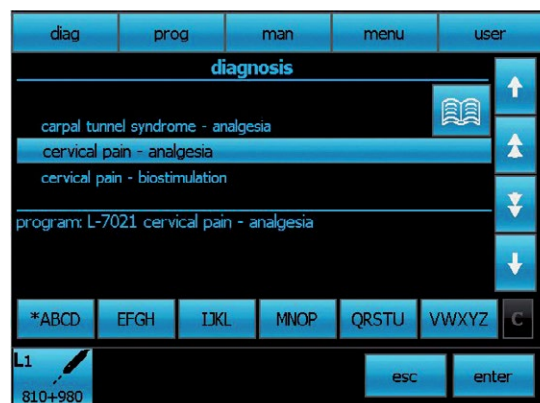 diag prog man menu user
diagnosis
carpal tunnel syndrome - analgesia
cervical pain - analgesia
cervical pain - biostimulation
program: L-7021 cervical pain - analgesia
*ABCD EFGH IJKL MNOP QRSTU VWXYZ C
L1
810+980
esc enter